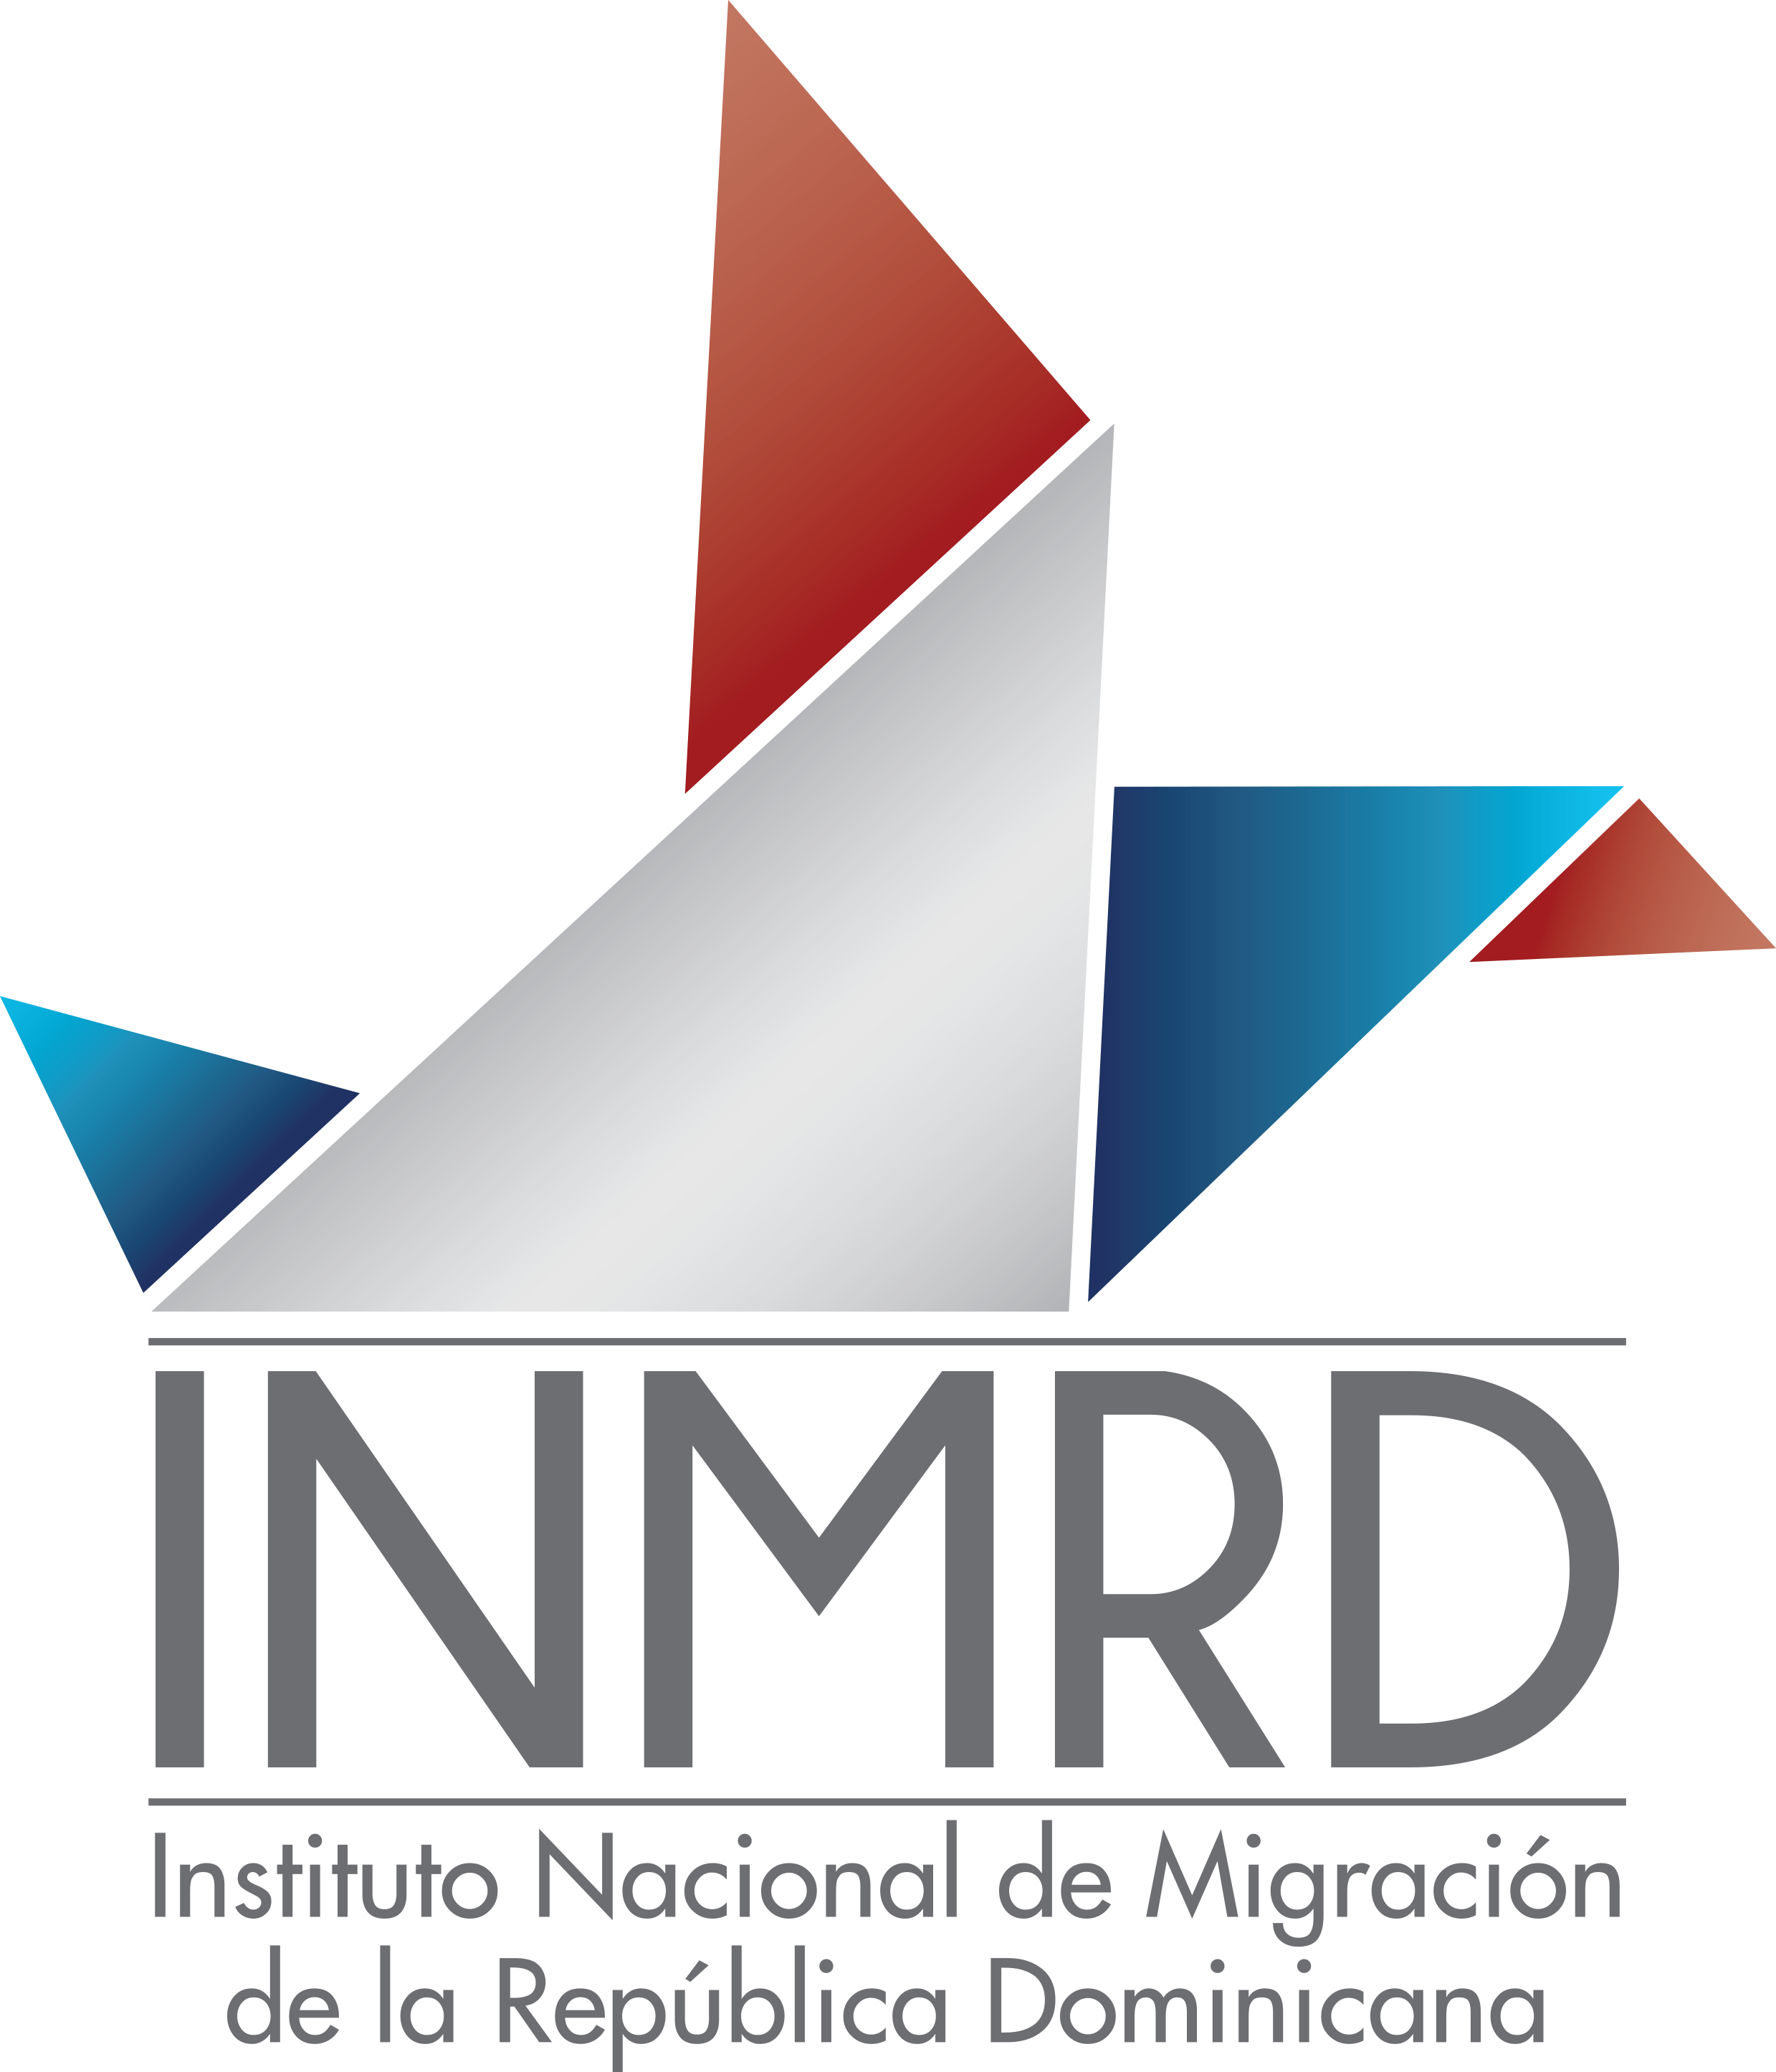 INMRD
Instituto Nacional de Migración
de la República Dominicana